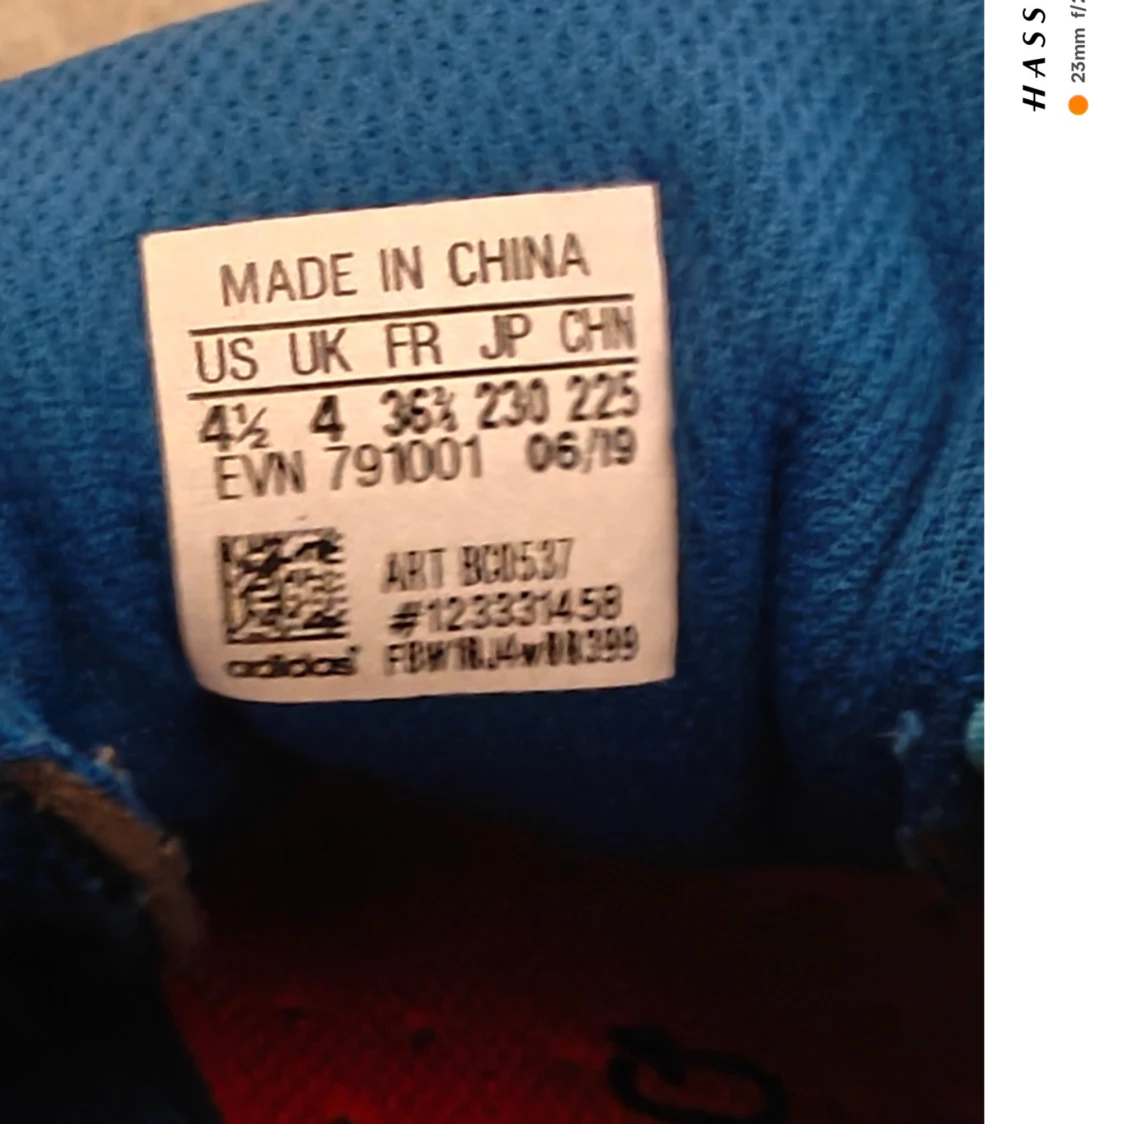 MADE IN CHINA
US UK FR JP CHN
4½ 4 36⅔ 230 225
EVN 791001 06/19
ART BC0537
#123331458
adidas
HASS
23mm f/
G